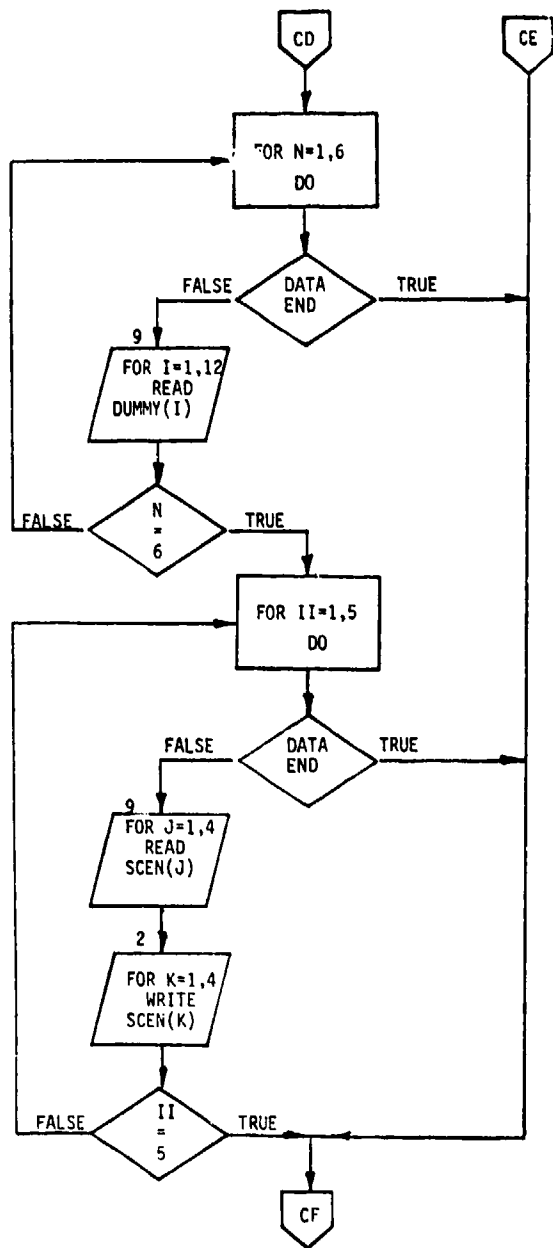 CD
CE
FOR N=1,6
DO
DATA
END
FALSE
TRUE
9
FOR I=1,12
READ
DUMMY(I)
N
=
6
FALSE
TRUE
FOR II=1,5
DO
DATA
END
FALSE
TRUE
9
FOR J=1,4
READ
SCEN(J)
2
FOR K=1,4
WRITE
SCEN(K)
II
=
5
FALSE
TRUE
CF